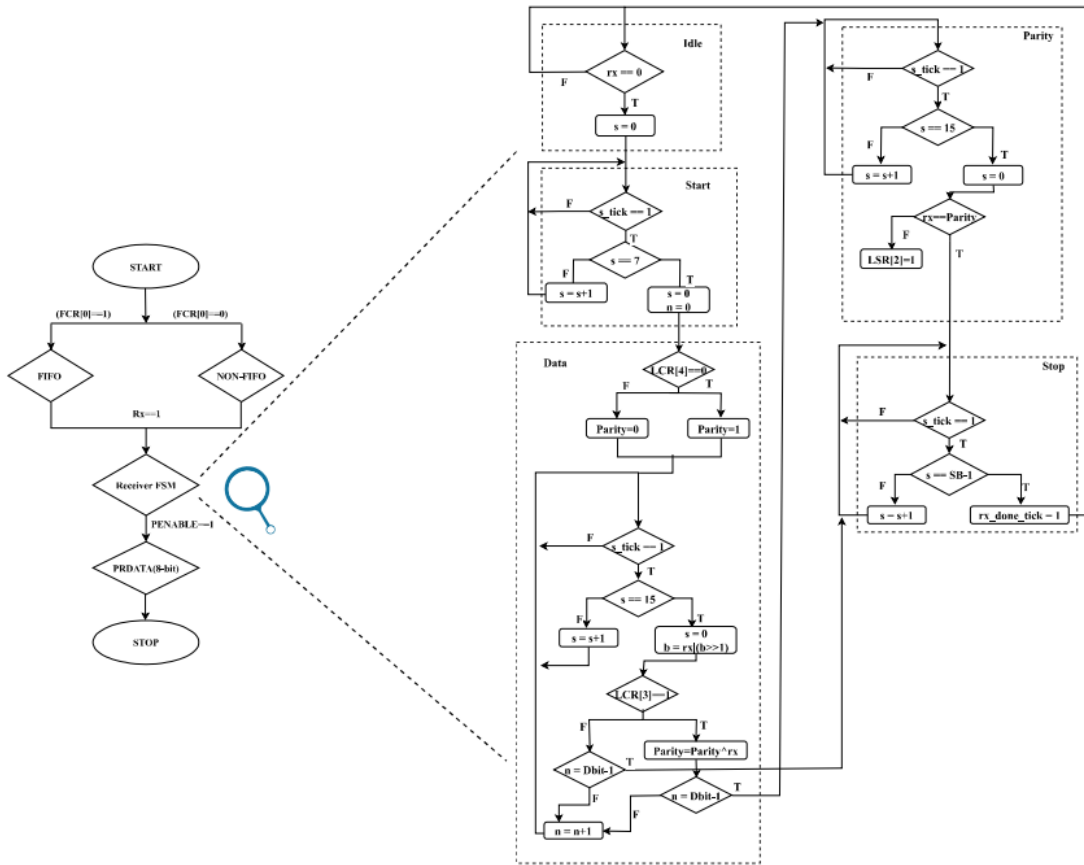 START
(FCR[0]==1)
(FCR[0]==0)
FIFO
NON-FIFO
Rx==1
Receiver FSM
PENABLE==1
PRDATA(8-bit)
STOP
Idle
rx == 0
F
T
s = 0
Start
F
s_tick == 1
T
s == 7
F
T
s = s+1
s = 0
n = 0
Data
LCR[4]==0
F
T
Parity=0
Parity=1
s_tick == 1
F
T
s == 15
F
T
s = s+1
s = 0
b = rx|(b>>1)
LCR[3]==1
F
T
Parity=Parity^rx
n = Dbit-1
T
n = Dbit-1
T
F
F
n = n+1
Parity
s_tick == 1
F
T
s == 15
F
T
s = s+1
s = 0
rx==Parity
F
T
LSR[2]=1
Stop
F
s_tick == 1
T
s == SB-1
F
T
s = s+1
rx_done_tick = 1